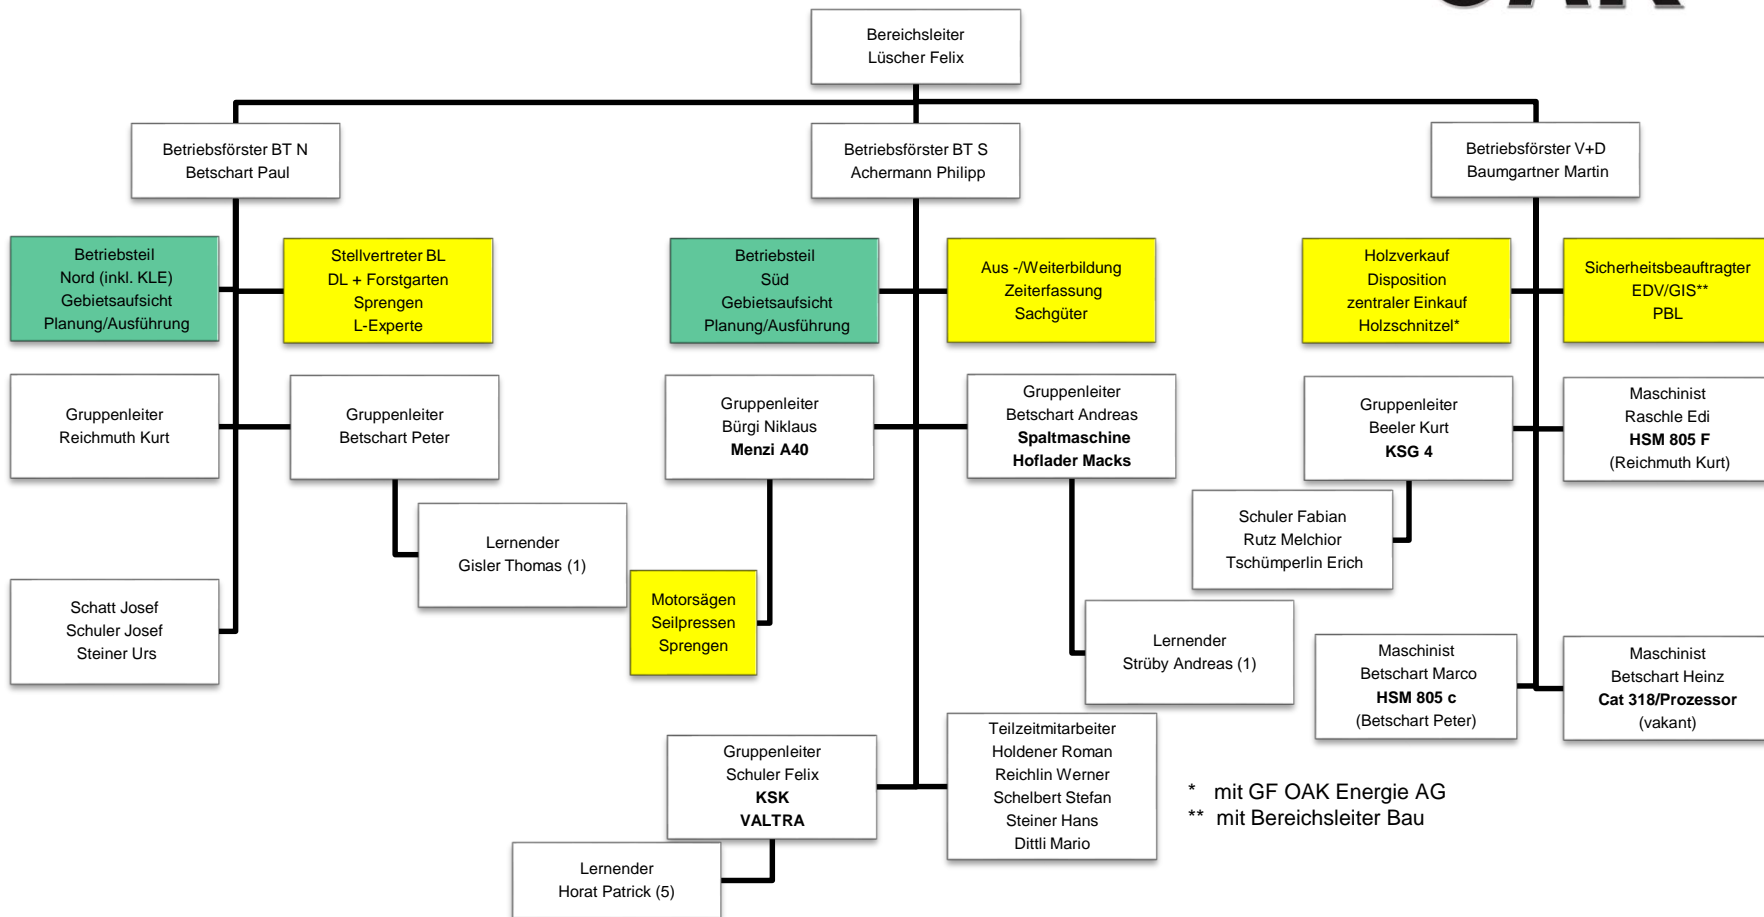 OAK
Bereichsleiter
Lüscher Felix
Betriebsförster BT N
Betschart Paul
Betriebsförster BT S
Achermann Philipp
Betriebsförster V+D
Baumgartner Martin
Betriebsteil
Nord (inkl. KLE)
Gebietsaufsicht
Planung/Ausführung
Stellvertreter BL
DL + Forstgarten
Sprengen
L-Experte
Betriebsteil
Süd
Gebietsaufsicht
Planung/Ausführung
Aus -/Weiterbildung
Zeiterfassung
Sachgüter
Holzverkauf
Disposition
zentraler Einkauf
Holzschnitzel*
Sicherheitsbeauftragter
EDV/GIS**
PBL
Gruppenleiter
Reichmuth Kurt
Gruppenleiter
Betschart Peter
Gruppenleiter
Bürgi Niklaus
Menzi A40
Gruppenleiter
Betschart Andreas
Spaltmaschine
Hoflader Macks
Gruppenleiter
Beeler Kurt
KSG 4
Maschinist
Raschle Edi
HSM 805 F
(Reichmuth Kurt)
Lernender
Gisler Thomas (1)
Schuler Fabian
Rutz Melchior
Tschümperlin Erich
Schatt Josef
Schuler Josef
Steiner Urs
Motorsägen
Seilpressen
Sprengen
Lernender
Strüby Andreas (1)
Maschinist
Betschart Marco
HSM 805 c
(Betschart Peter)
Maschinist
Betschart Heinz
Cat 318/Prozessor
(vakant)
Gruppenleiter
Schuler Felix
KSK
VALTRA
Teilzeitmitarbeiter
Holdener Roman
Reichlin Werner
Schelbert Stefan
Steiner Hans
Dittli Mario
* mit GF OAK Energie AG
** mit Bereichsleiter Bau
Lernender
Horat Patrick (5)